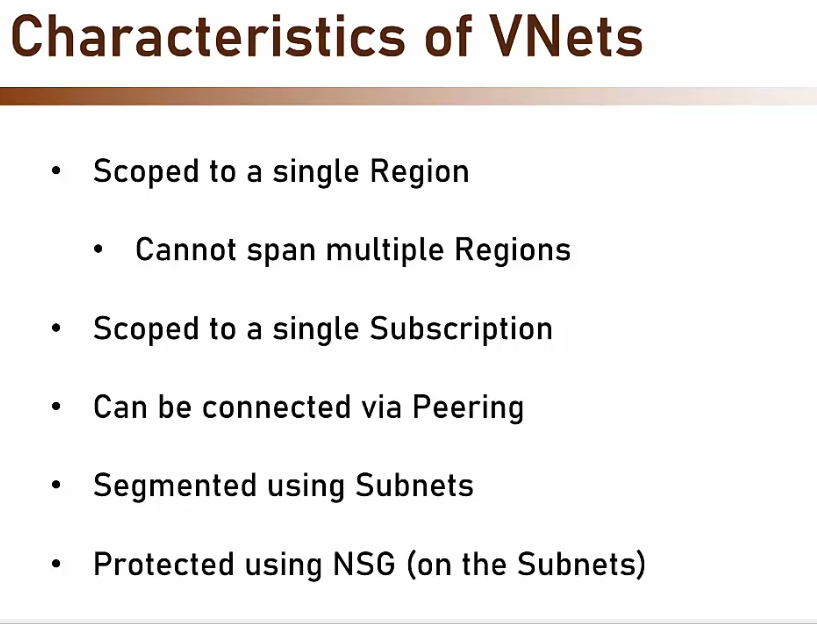 Characteristics of VNets
• Scoped to a single Region
• Cannot span multiple Regions
• Scoped to a single Subscription
• Can be connected via Peering
• Segmented using Subnets
• Protected using NSG (on the Subnets)